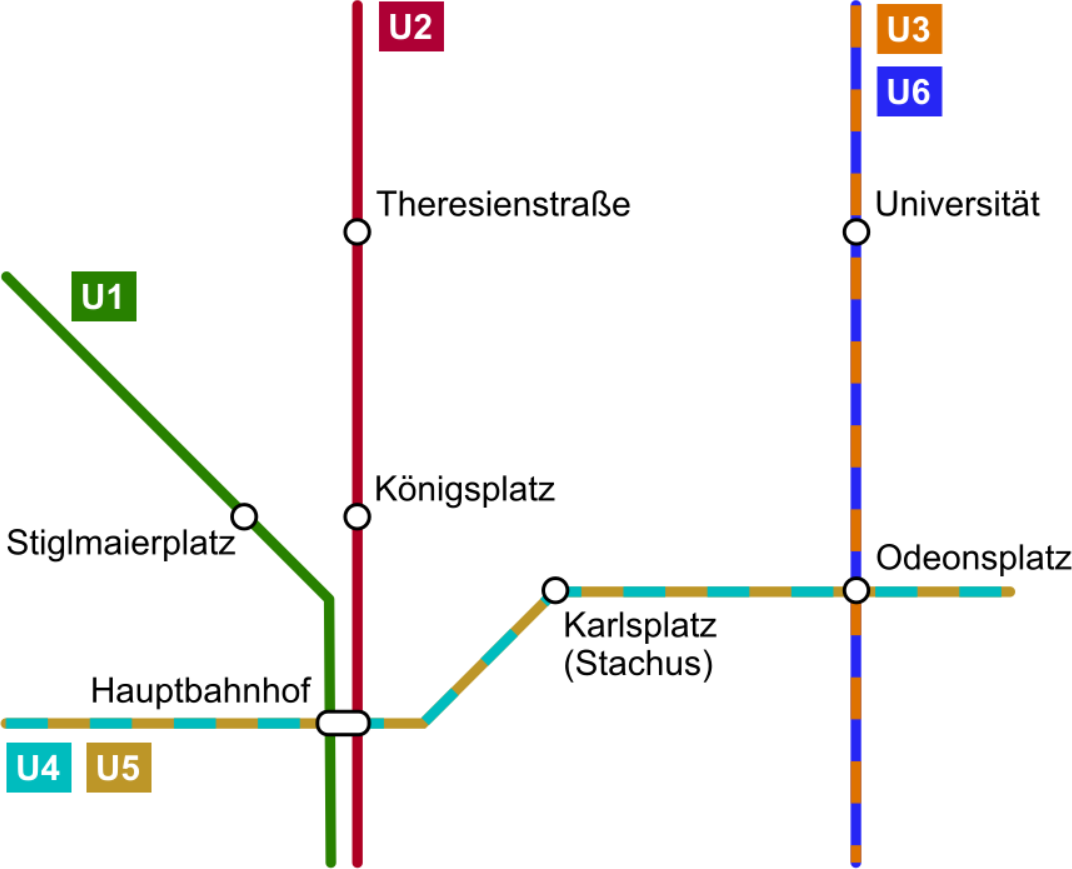 U2
U3
U6
Theresienstraße
Universität
U1
Königsplatz
Stiglmaierplatz
Odeonsplatz
Karlsplatz
(Stachus)
Hauptbahnhof
U4 U5